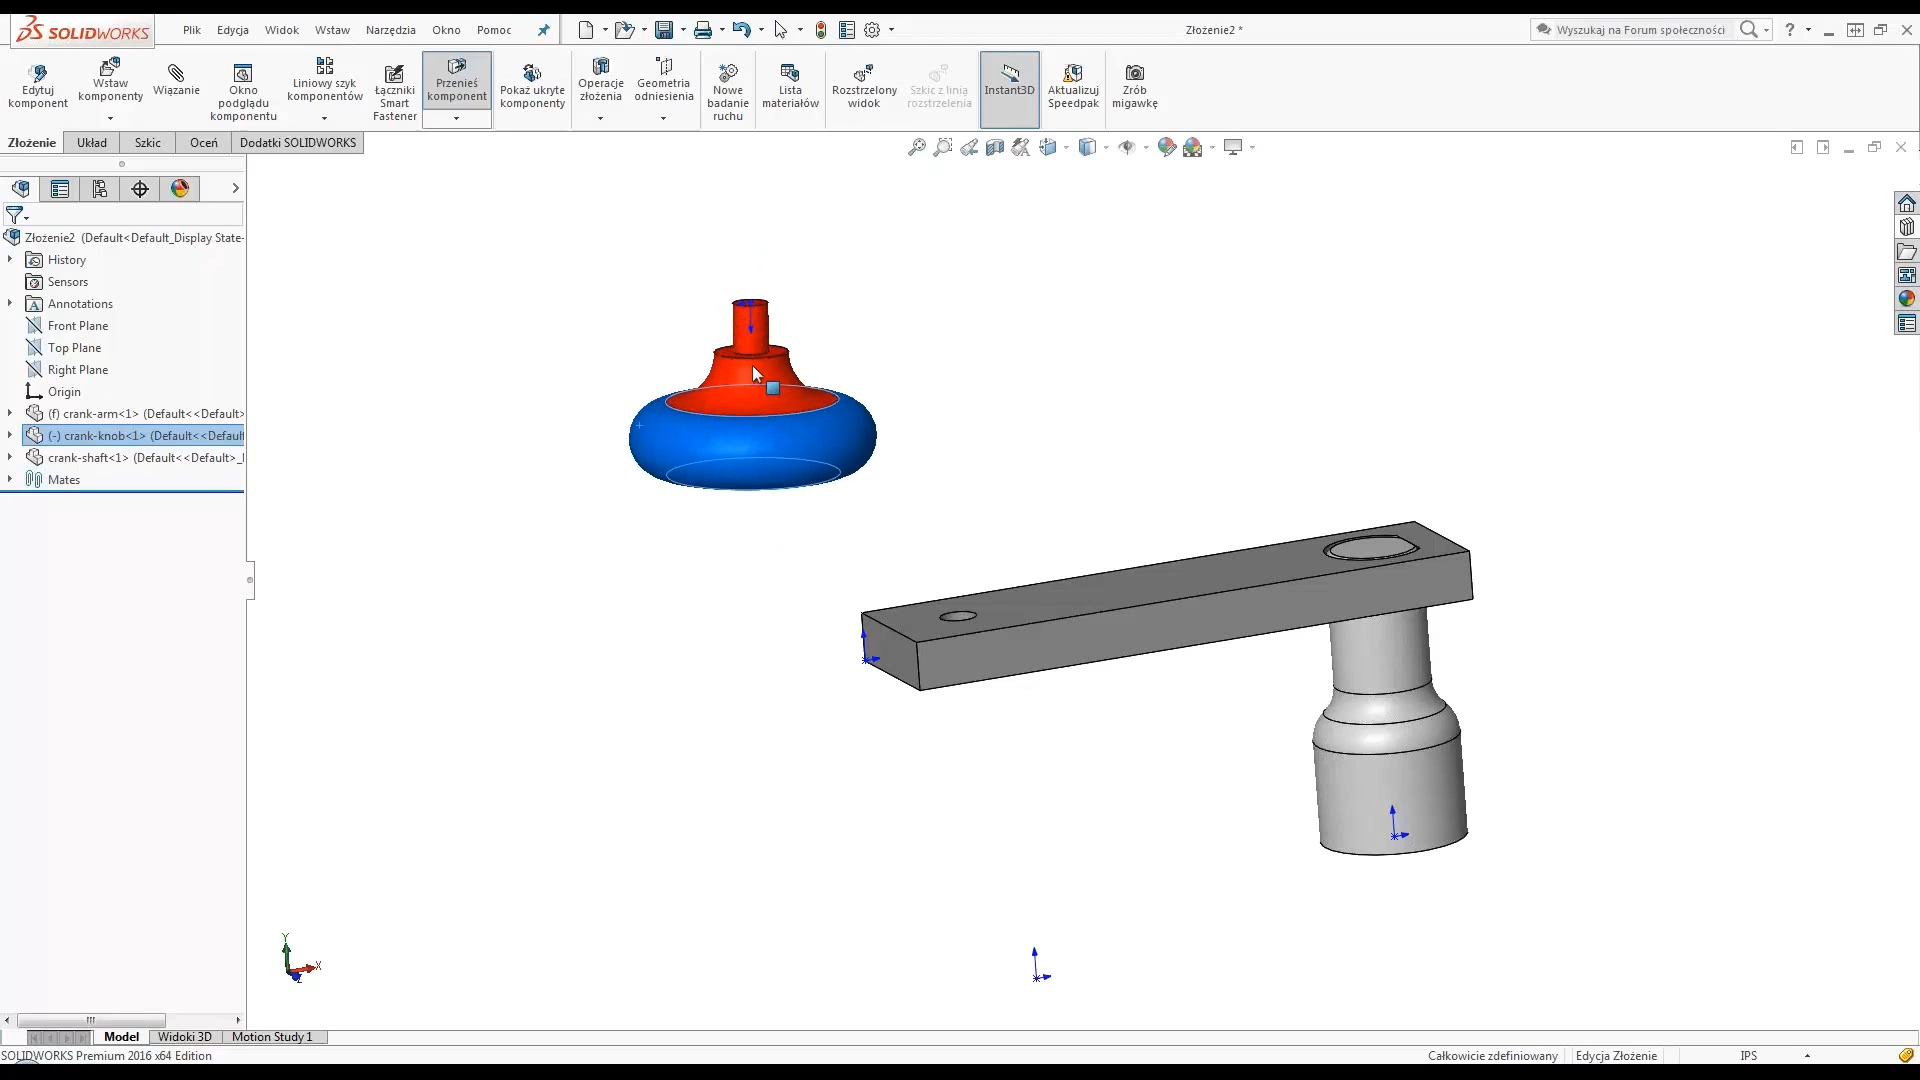 SOLIDWORKS
Plik Edycja Widok Wstaw Narzędzia Okno Pomoc
Złożenie2 *
Wyszukaj na Forum społeczności
Edytuj komponent
Wstaw komponenty
Wiązanie
Okno podglądu komponentu
Liniowy szyk komponentów
Łączniki Smart Fastener
Przenieś komponent
Pokaż ukryte komponenty
Operacje złożenia
Geometria odniesienia
Nowe badanie ruchu
Lista materiałów
Rozstrzelony widok
Szkic z linią rozstrzelenia
Instant3D
Aktualizuj Speedpak
Zrób migawkę
Złożenie Układ Szkic Oceń Dodatki SOLIDWORKS
Złożenie2 (Default<Default_Display State-
History
Sensors
Annotations
Front Plane
Top Plane
Right Plane
Origin
(f) crank-arm<1> (Default<<Default>
(-) crank-knob<1> (Default<<Default
crank-shaft<1> (Default<<Default>_
Mates
Y
X
Z
Model Widoki 3D Motion Study 1
SOLIDWORKS Premium 2016 x64 Edition
Całkowicie zdefiniowany Edycja Złożenie IPS